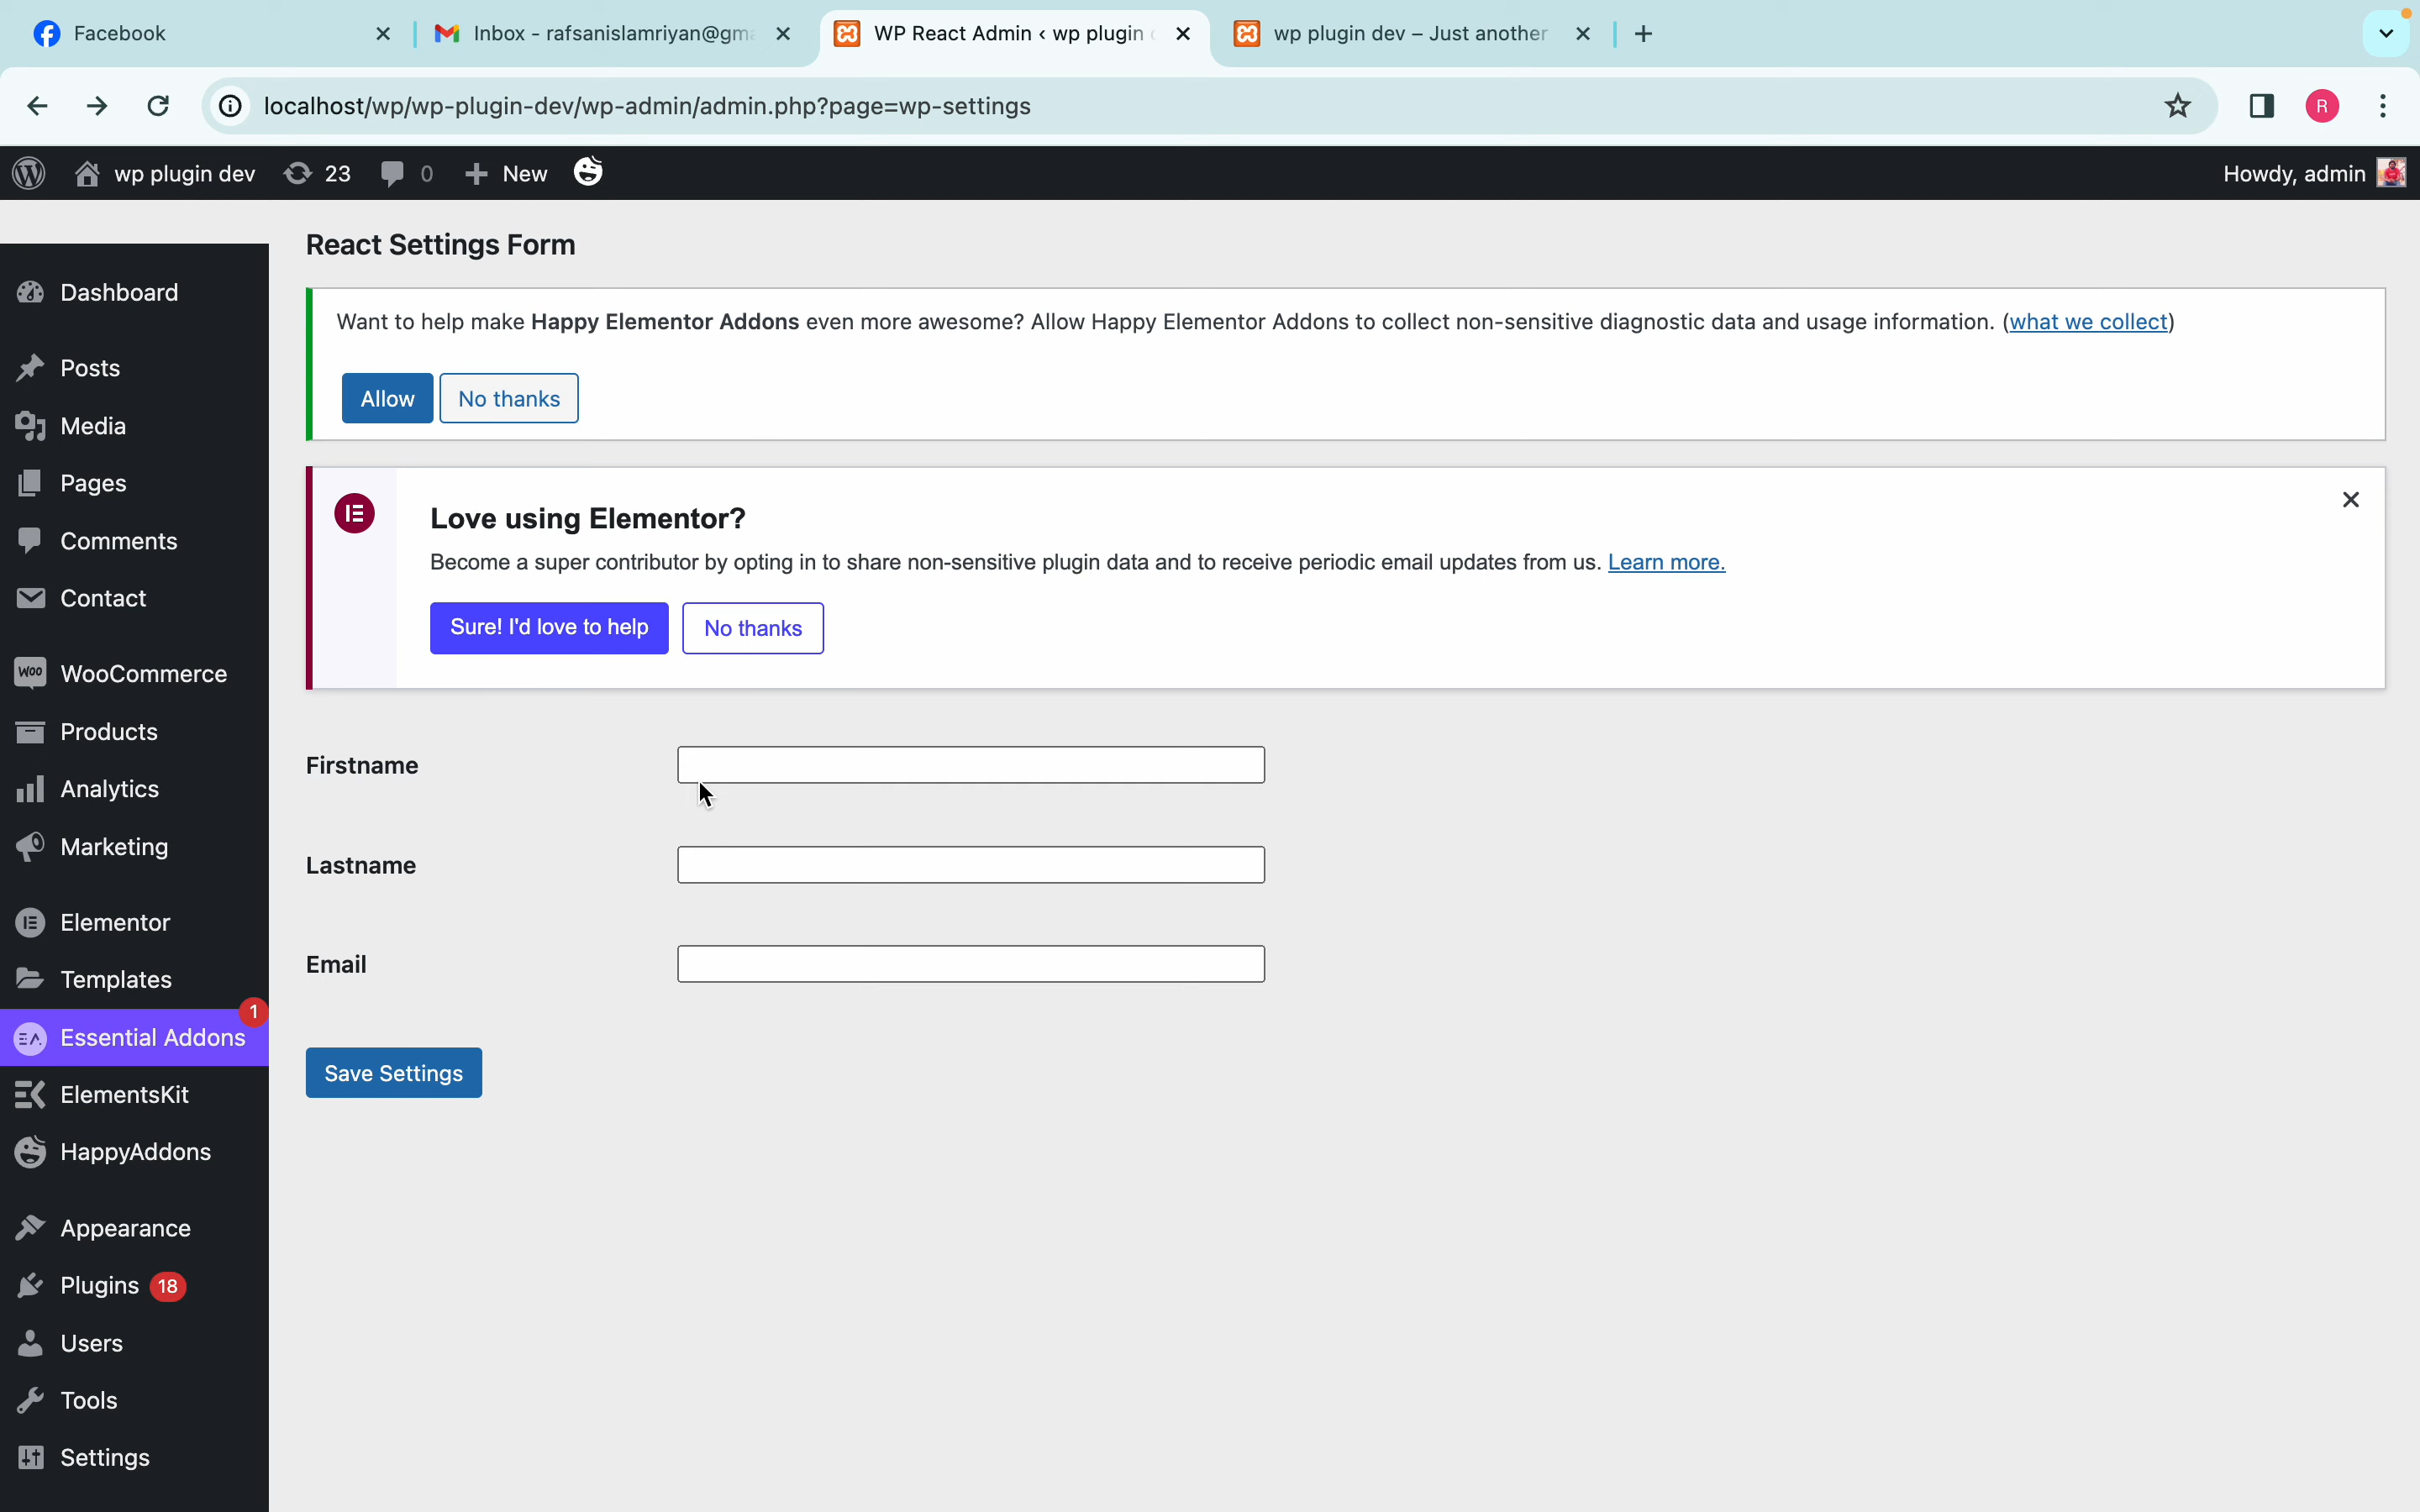 Facebook
Inbox - rafsanislamriyan@gm
WP React Admin ‹ wp plugin
wp plugin dev – Just another
localhost/wp/wp-plugin-dev/wp-admin/admin.php?page=wp-settings
R
wp plugin dev
23
0
New
Howdy, admin
React Settings Form
Dashboard
Posts
Media
Pages
Comments
Contact
WOO WooCommerce
Products
Analytics
Marketing
Elementor
Templates
Essential Addons 1
ElementsKit
HappyAddons
Appearance
Plugins 18
Users
Tools
Settings
Want to help make Happy Elementor Addons even more awesome? Allow Happy Elementor Addons to collect non-sensitive diagnostic data and usage information. (what we collect)
Allow
No thanks
Love using Elementor?
Become a super contributor by opting in to share non-sensitive plugin data and to receive periodic email updates from us. Learn more.
Sure! I'd love to help
No thanks
Firstname
Lastname
Email
Save Settings